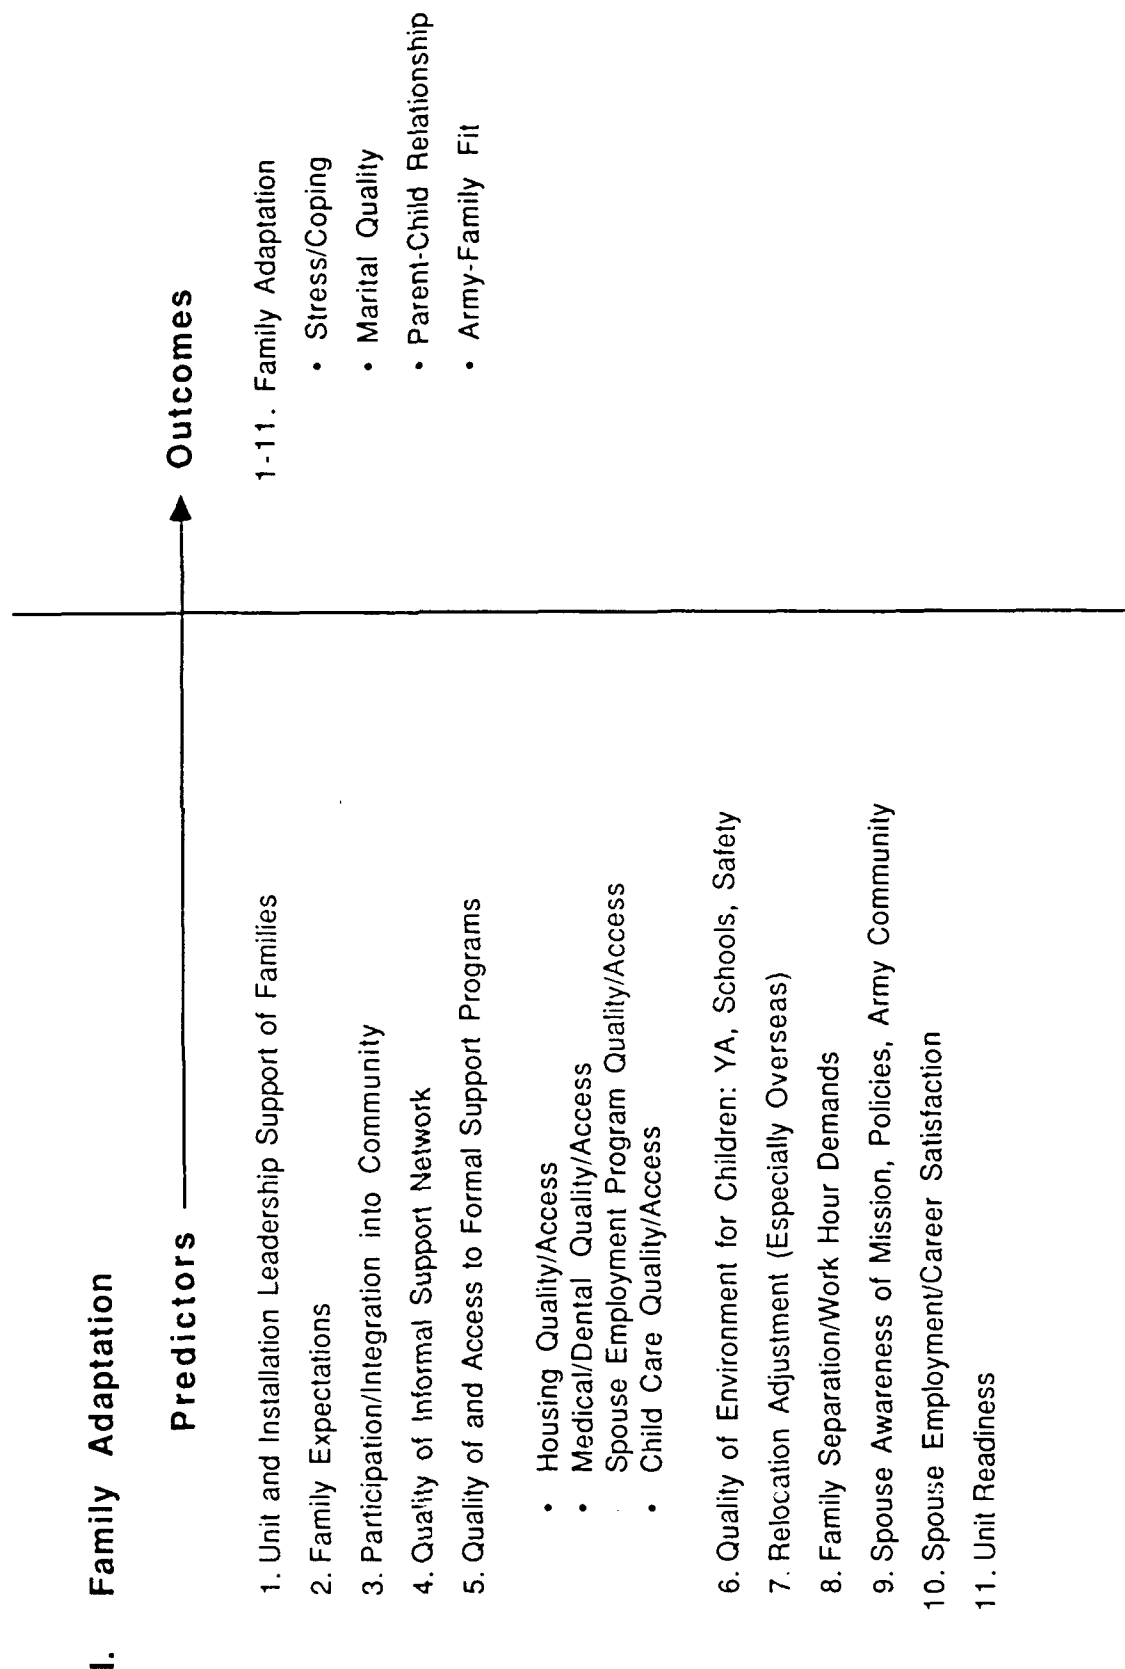 I. Family Adaptation
Predictors
Outcomes
1. Unit and Installation Leadership Support of Families
2. Family Expectations
3. Participation/Integration into Community
4. Quality of Informal Support Network
5. Quality of and Access to Formal Support Programs
• Housing Quality/Access
• Medical/Dental Quality/Access
Spouse Employment Program Quality/Access
• Child Care Quality/Access
6. Quality of Environment for Children: YA, Schools, Safety
7. Relocation Adjustment (Especially Overseas)
8. Family Separation/Work Hour Demands
9. Spouse Awareness of Mission, Policies, Army Community
10. Spouse Employment/Career Satisfaction
11. Unit Readiness
1-11. Family Adaptation
• Stress/Coping
• Marital Quality
• Parent-Child Relationship
• Army-Family Fit